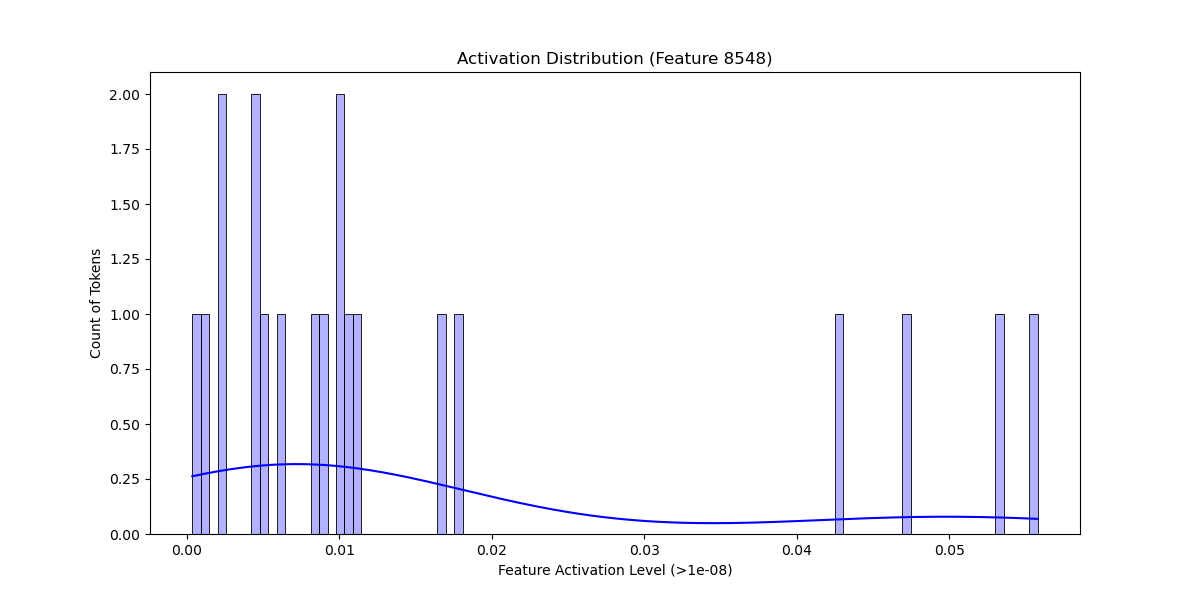 Activation Distribution (Feature 8548)
2.00
1.75
1.50
1.25
1.00
0.75
0.50
0.25
0.00
Count of Tokens
0.00 0.01 0.02 0.03 0.04 0.05
Feature Activation Level (>1e-08)